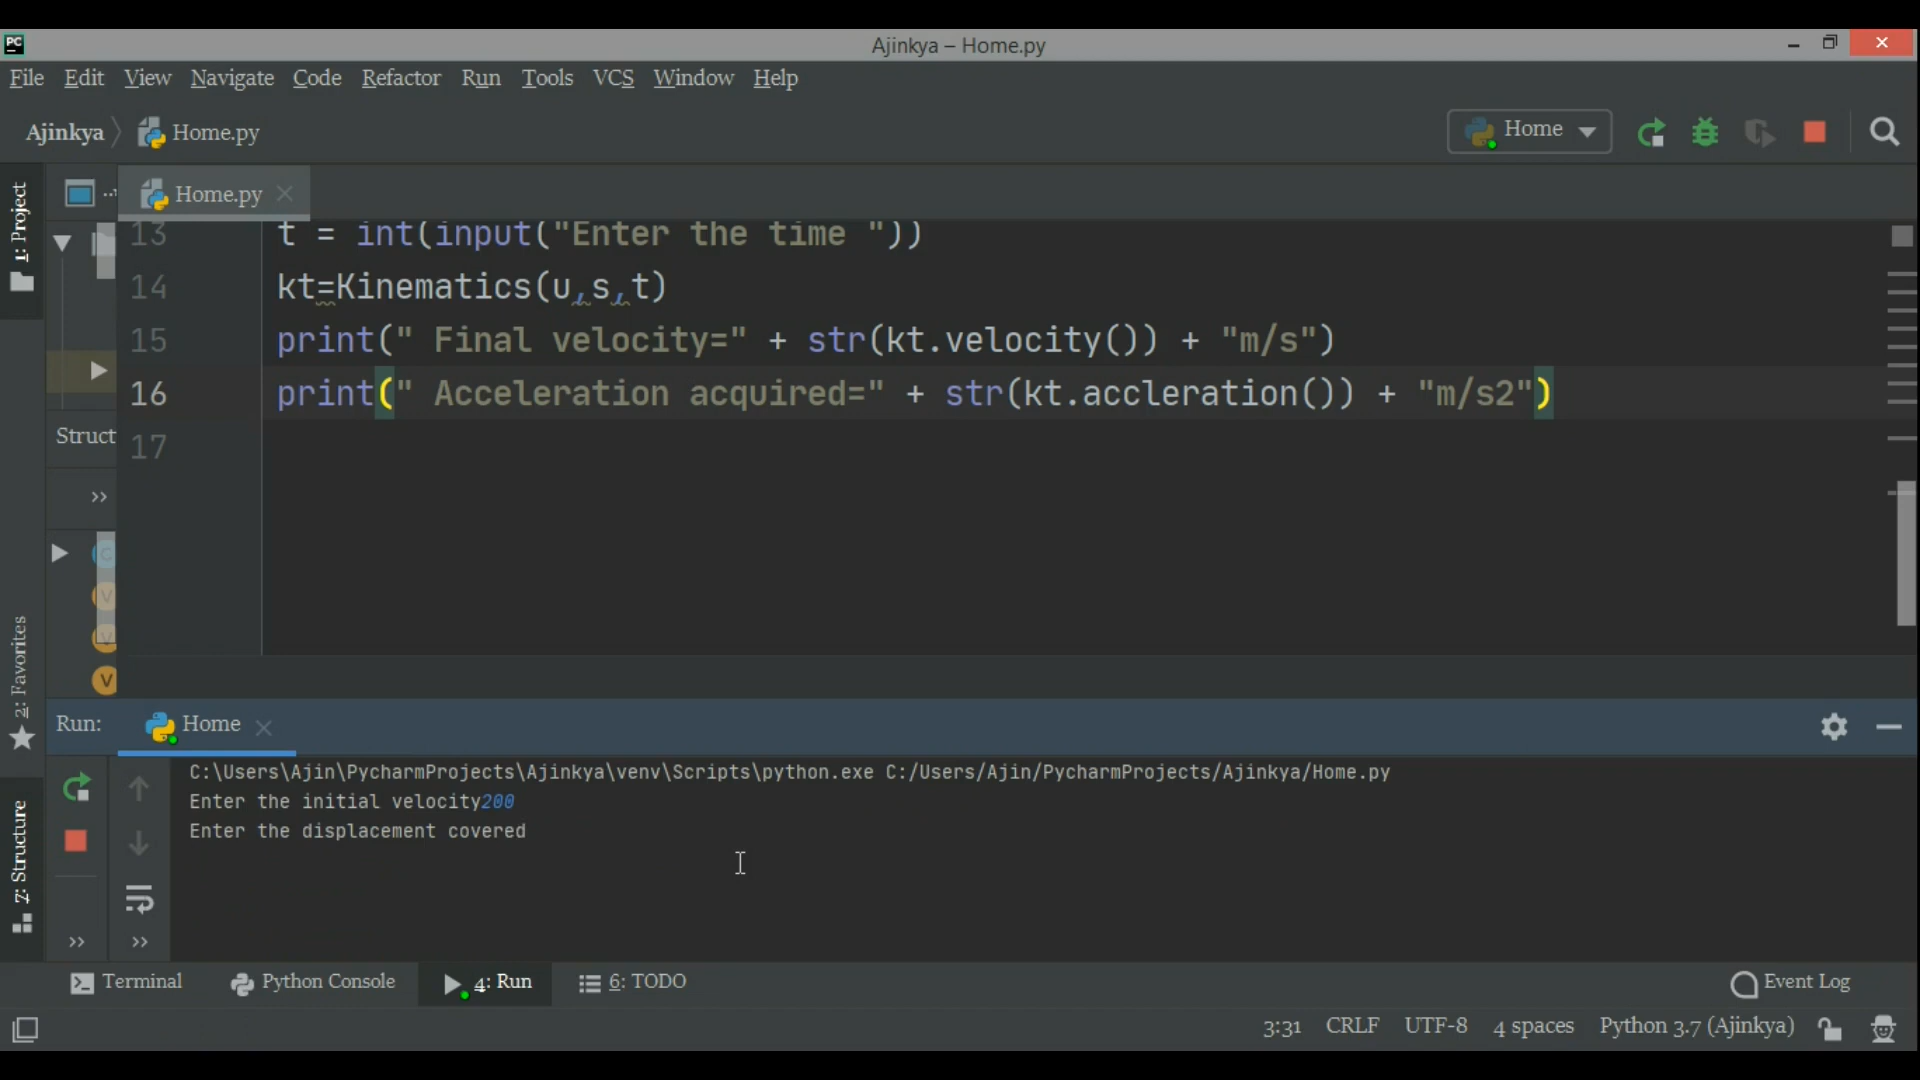 PC
Ajinkya – Home.py
File Edit View Navigate Code Refactor Run Tools VCS Window Help
Ajinkya Home.py
Home
1: Project
Home.py
13 t = int(input("Enter the time "))
14 kt=Kinematics(u,s,t)
15 print(" Final velocity=" + str(kt.velocity()) + "m/s")
16 print(" Acceleration acquired=" + str(kt.accleration()) + "m/s2")
17
Struct
C
V
V
V
2: Favorites
Run: Home
C:\Users\Ajin\PycharmProjects\Ajinkya\venv\Scripts\python.exe C:/Users/Ajin/PycharmProjects/Ajinkya/Home.py
Enter the initial velocity200
Enter the displacement covered
Z: Structure
Terminal Python Console 4: Run 6: TODO Event Log
3:31 CRLF UTF-8 4 spaces Python 3.7 (Ajinkya)